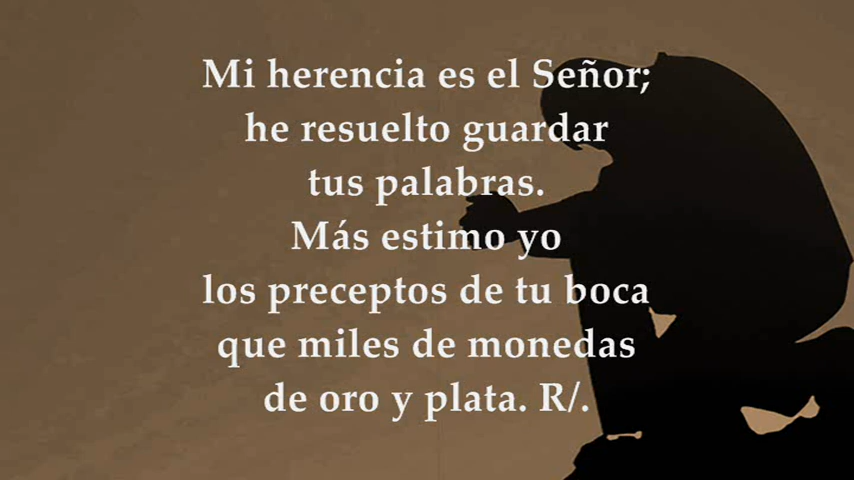 Mi herencia es el Señor;
he resuelto guardar
tus palabras.
Más estimo yo
los preceptos de tu boca
que miles de monedas
de oro y plata. R/.